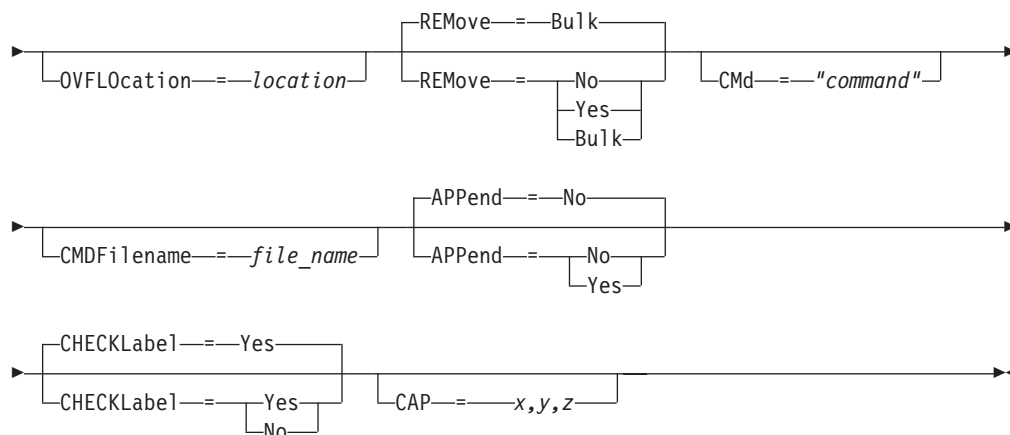 REMove = Bulk
OVFLOcation = location REMove = No CMd = "command"
Yes
Bulk
APPend = No
CMDFilename = file_name APPend = No
Yes
CHECKLabel = Yes
CHECKLabel = Yes CAP = x,y,z
No